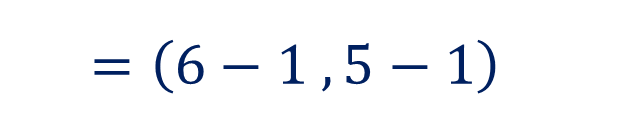 = (6 − 1 , 5 − 1)